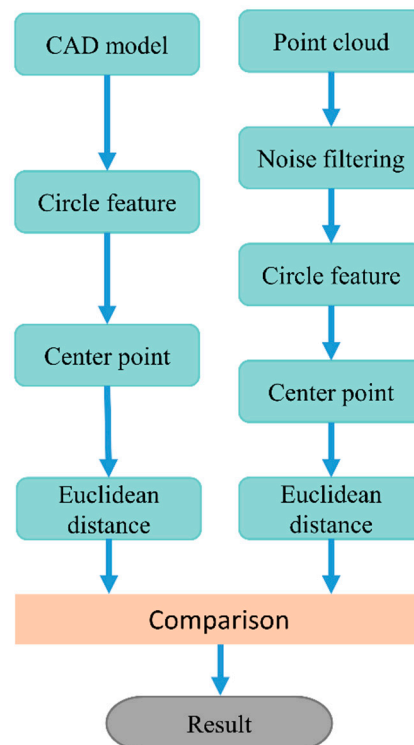 CAD model
Circle feature
Center point
Euclidean
distance
Point cloud
Noise filtering
Circle feature
Center point
Euclidean
distance
Comparison
Result